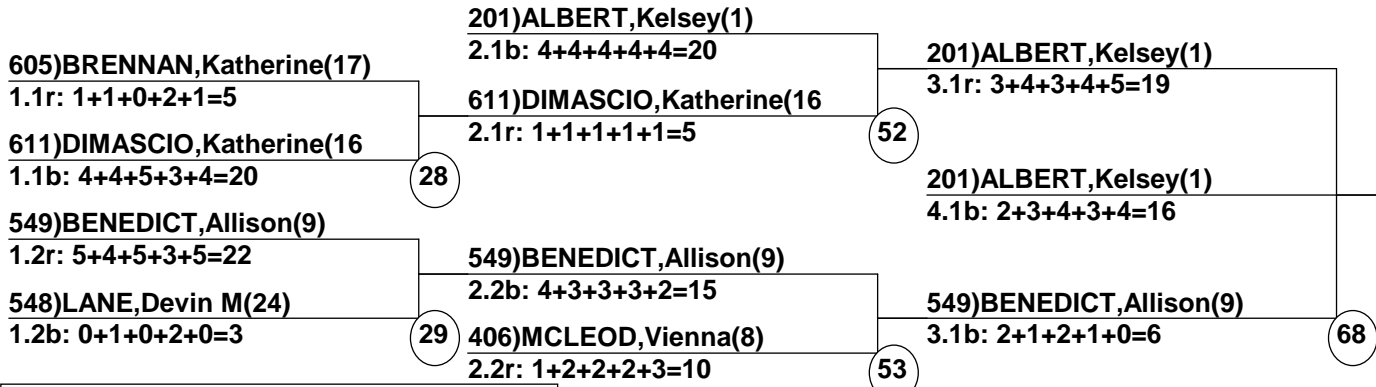 605)BRENNAN,Katherine(17)
1.1r: 1+1+0+2+1=5
611)DIMASCIO,Katherine(16
1.1b: 4+4+5+3+4=20
28
549)BENEDICT,Allison(9)
1.2r: 5+4+5+3+5=22
548)LANE,Devin M(24)
1.2b: 0+1+0+2+0=3
29
201)ALBERT,Kelsey(1)
2.1b: 4+4+4+4+4=20
611)DIMASCIO,Katherine(16
2.1r: 1+1+1+1+1=5
52
549)BENEDICT,Allison(9)
2.2b: 4+3+3+3+2=15
406)MCLEOD,Vienna(8)
2.2r: 1+2+2+2+3=10
53
201)ALBERT,Kelsey(1)
3.1r: 3+4+3+4+5=19
201)ALBERT,Kelsey(1)
4.1b: 2+3+4+3+4=16
549)BENEDICT,Allison(9)
3.1b: 2+1+2+1+0=6
68